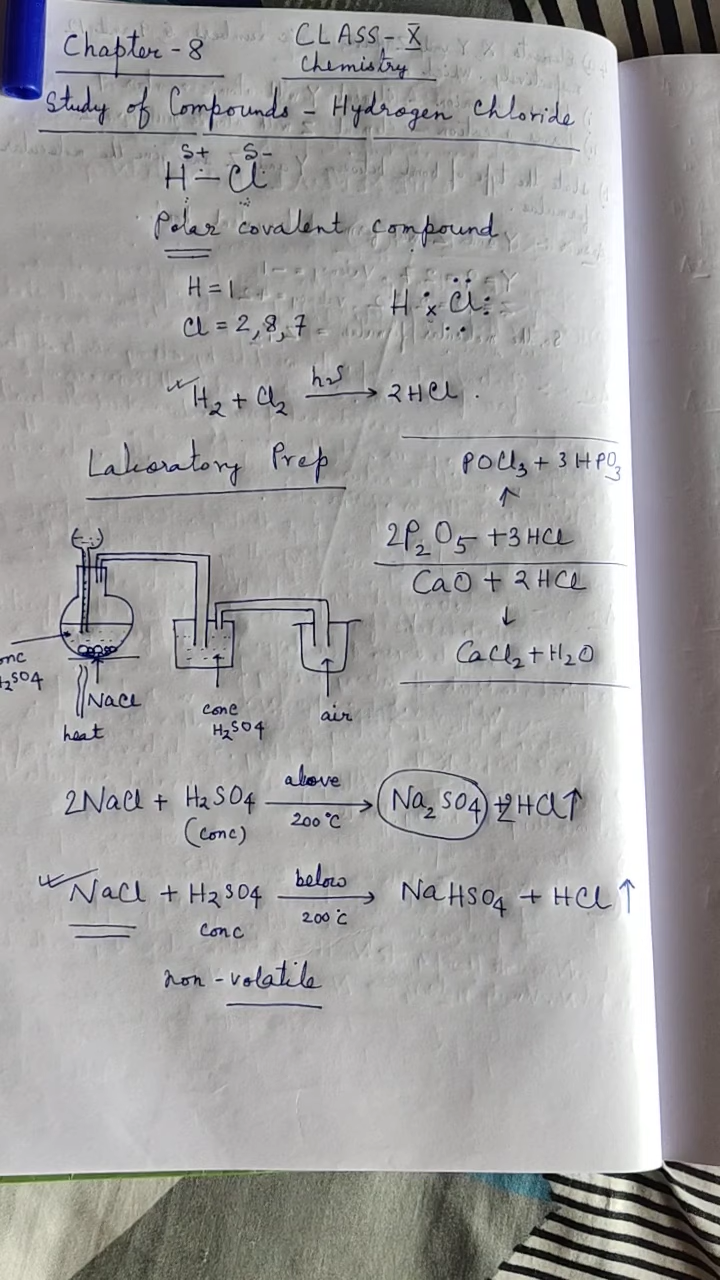 Chapter-8
CLASS-X
Chemistry
Study of Compounds - Hydrogen Chloride
δ+ δ-
H-Cl
Polar covalent compound
H=1
Cl = 2,8,7
H x Cl
H2 + Cl2 hν → 2HCl.
Laboratory Prep
POCl3 + 3HPO3
↑
2P2O5 + 3HCl
CaO + 2HCl
↓
CaCl2 + H2O
onc
H2SO4
NaCl
heat
conc
H2SO4
air
2NaCl + H2SO4 above → Na2SO4 + 2HCl↑
(conc) 200°C
NaCl + H2SO4 below → NaHSO4 + HCl↑
conc 200°C
non-volatile